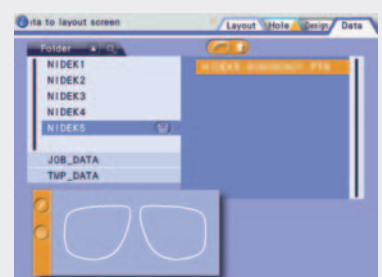 ata to layout screen
Layout Hole Design Data
Folder
NIDEK1
NIDEK2
NIDEK3
NIDEK4
NIDEK5
JOB_DATA
TMP_DATA